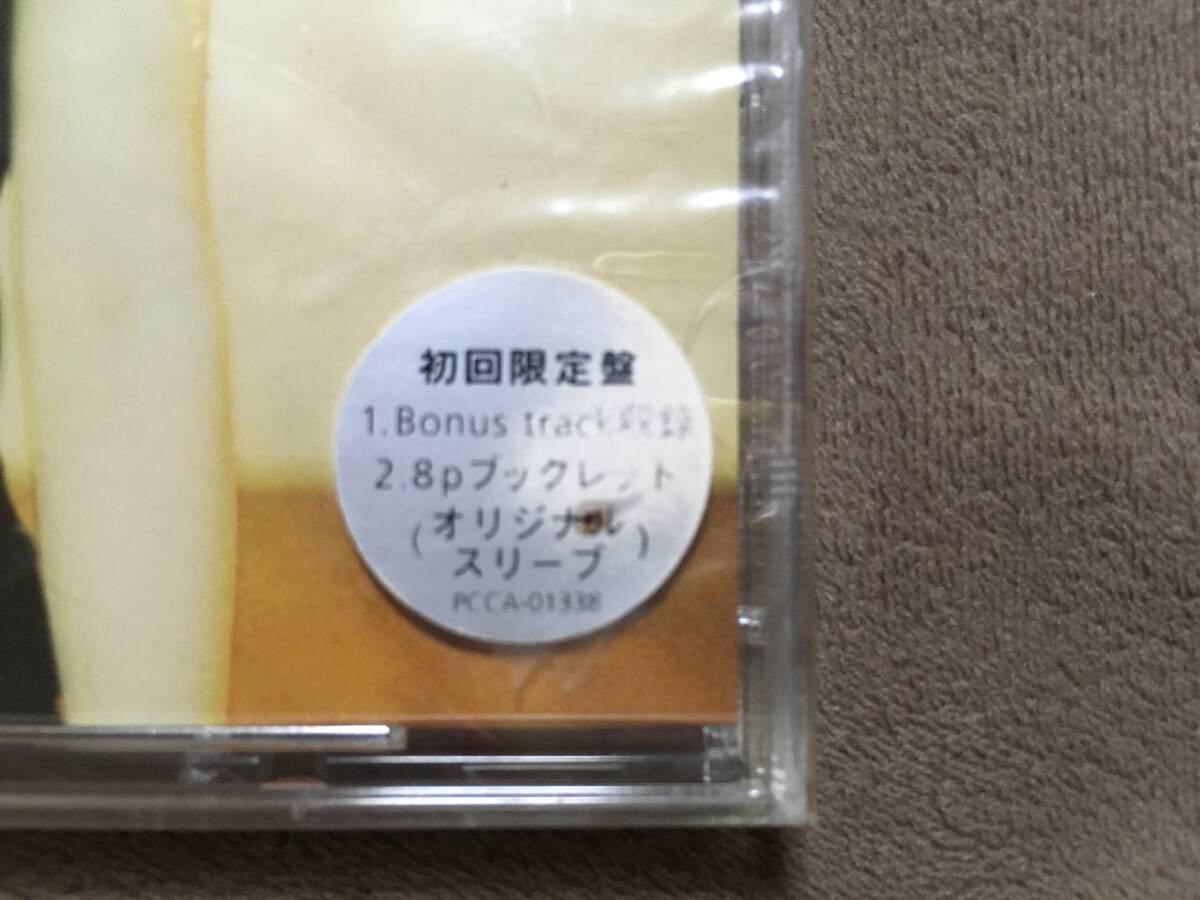 初回限定盤
1.Bonus track収録
2.8pブックレット
(オリジナル
スリーブ)
PCCA-01338